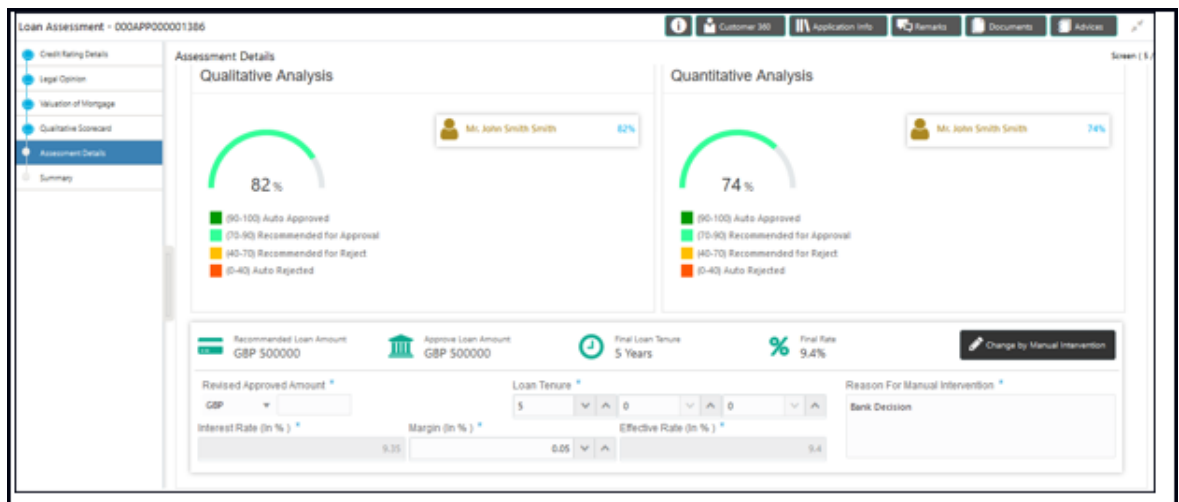 Loan Assessment - 000APP000001386
Customer 360
Application Info
Remarks
Documents
Advices
Credit Rating Details
Legal Opinion
Valuation of Mortgage
Qualitative Scorecard
Assessment Details
Summary
Assessment Details
Screen ( 5 /
Qualitative Analysis
Mr. John Smith Smith 82%
82 %
(90-100) Auto Approved
(70-90) Recommended for Approval
(40-70) Recommended for Reject
(0-40) Auto Rejected
Quantitative Analysis
Mr. John Smith Smith 74%
74 %
(90-100) Auto Approved
(70-90) Recommended for Approval
(40-70) Recommended for Reject
(0-40) Auto Rejected
Recommended Loan Amount
GBP 500000
Approve Loan Amount
GBP 500000
Final Loan Tenure
5 Years
Final Rate
9.4%
Change by Manual Intervention
Revised Approved Amount *
GBP
Loan Tenure *
5 0 0
Reason For Manual Intervention *
Bank Decision
Interest Rate (In % ) *
9.35
Margin (In % ) *
0.05
Effective Rate (In % ) *
9.4